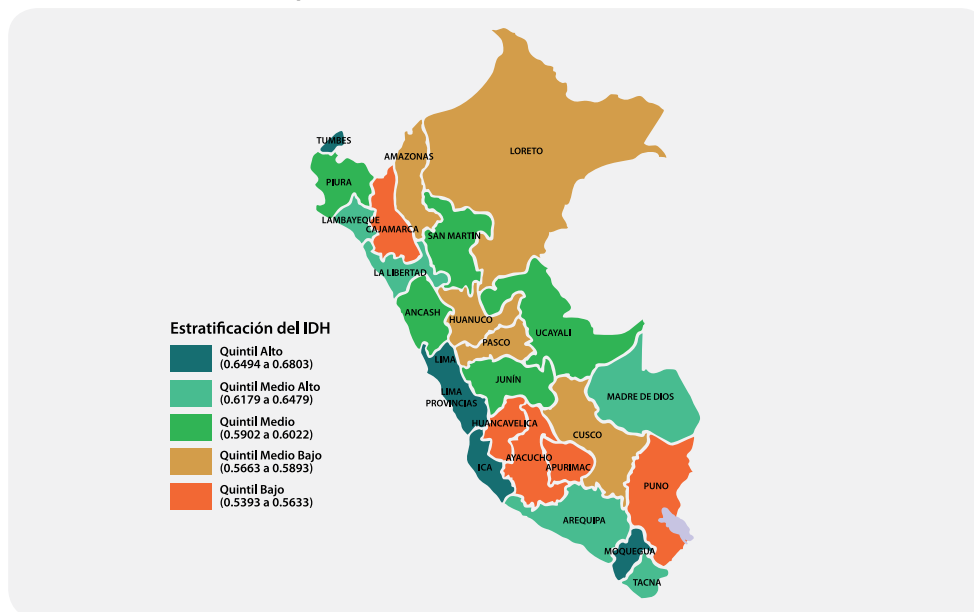 TUMBES
AMAZONAS
LORETO
PIURA
LAMBAYEQUE
CAJAMARCA
SAN MARTIN
LA LIBERTAD
ANCASH
HUANUCO
UCAYALI
PASCO
LIMA
JUNÍN
LIMA
PROVINCIAS
MADRE DE DIOS
HUANCAVELICA
CUSCO
AYACUCHO
APURIMAC
ICA
PUNO
AREQUIPA
MOQUEGUA
TACNA
Estratificación del IDH
Quintil Alto
(0.6494 a 0.6803)
Quintil Medio Alto
(0.6179 a 0.6479)
Quintil Medio
(0.5902 a 0.6022)
Quintil Medio Bajo
(0.5663 a 0.5893)
Quintil Bajo
(0.5393 a 0.5633)